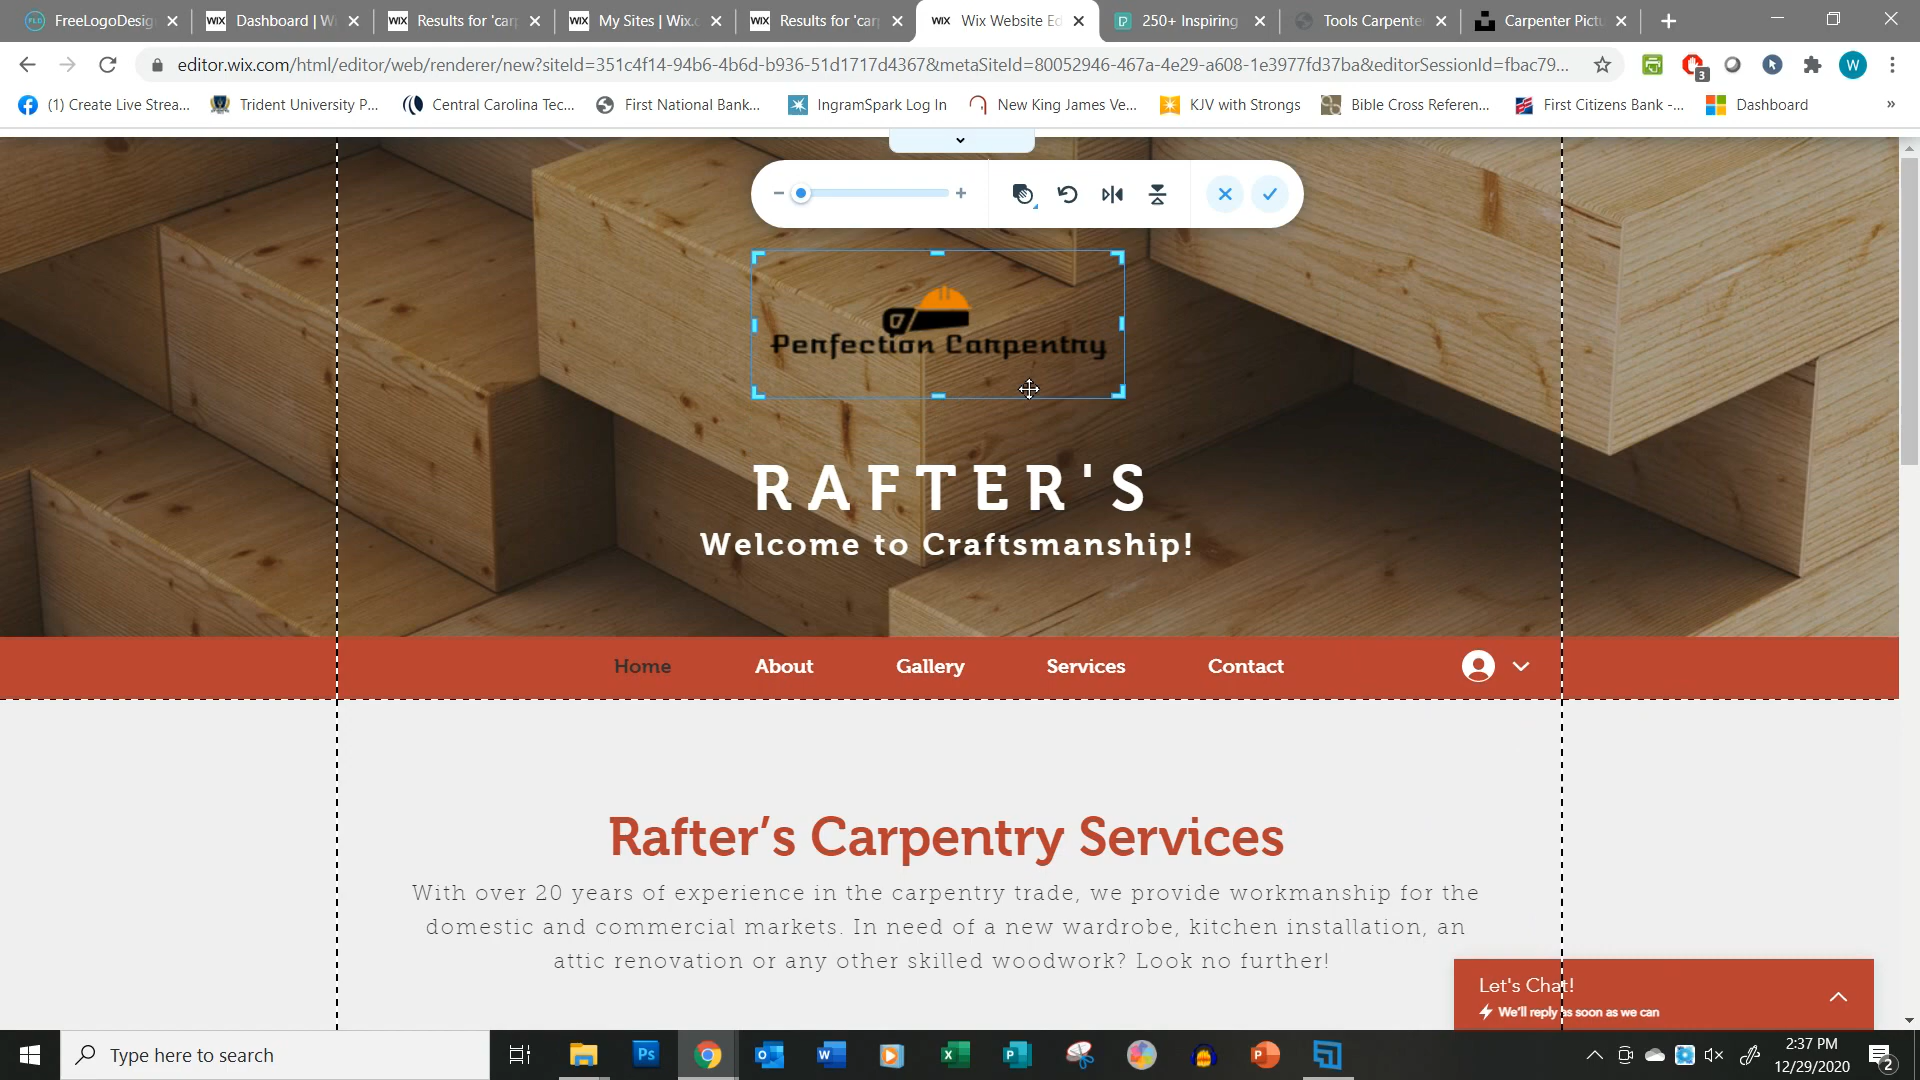 FreeLogoDesig
Dashboard | W
Results for 'car
My Sites | Wix.c
Results for 'car
Wix Website Ed
250+ Inspiring
Tools Carpente
Carpenter Pictu
editor.wix.com/html/editor/web/renderer/new?siteId=351c4f14-94b6-4b6d-b936-51d1717d4367&metaSiteId=80052946-467a-4e29-a608-1e3977fd37ba&editorSessionId=fbac79...
3
W
(1) Create Live Strea...
Trident University P...
Central Carolina Tec...
First National Bank...
IngramSpark Log In
New King James Ve...
KJV with Strongs
Bible Cross Referen...
First Citizens Bank -...
Dashboard
»
Perfection Carpentry
RAFTER'S
Welcome to Craftsmanship!
Home
About
Gallery
Services
Contact
Rafter’s Carpentry Services
With over 20 years of experience in the carpentry trade, we provide workmanship for the
domestic and commercial markets. In need of a new wardrobe, kitchen installation, an
attic renovation or any other skilled woodwork? Look no further!
Let's Chat!
We'll reply as soon as we can
Type here to search
Ps
2:37 PM
12/29/2020
2